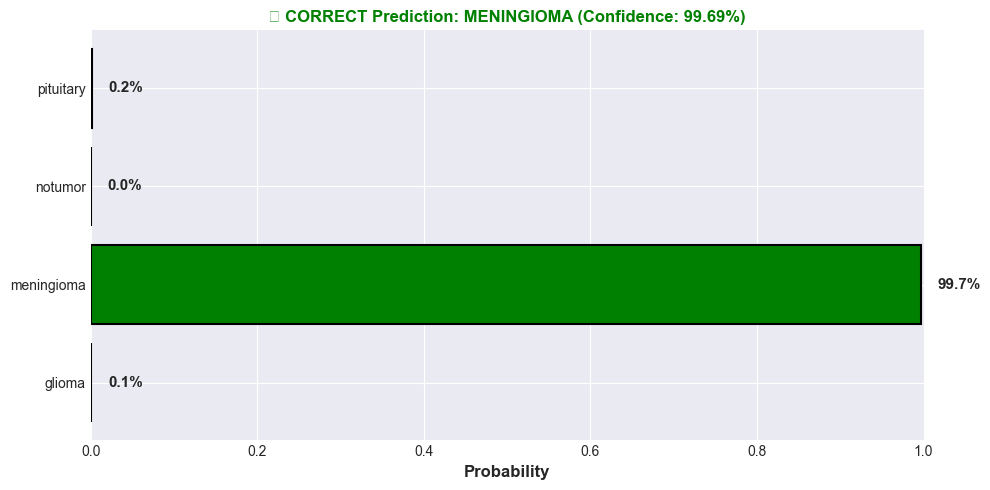 ▯ CORRECT Prediction: MENINGIOMA (Confidence: 99.69%)
pituitary 0.2%
notumor 0.0%
meningioma 99.7%
glioma 0.1%
0.0 0.2 0.4 0.6 0.8 1.0
Probability